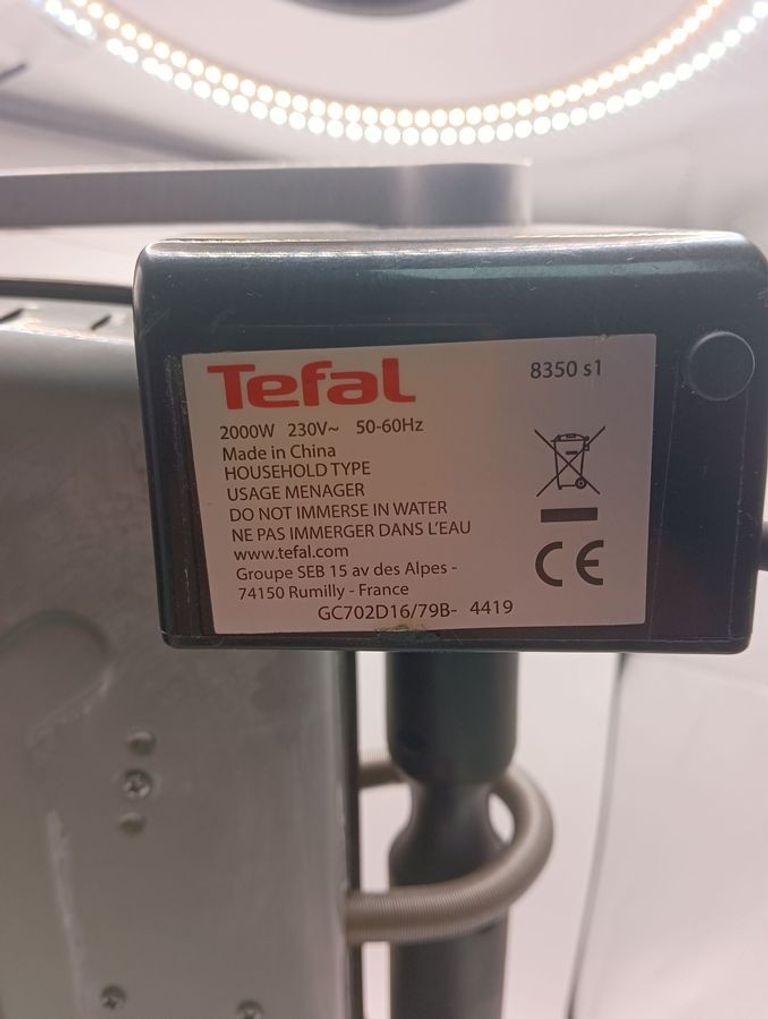 Tefal
8350 s1
2000W 230V~ 50-60Hz
Made in China
HOUSEHOLD TYPE
USAGE MENAGER
DO NOT IMMERSE IN WATER
NE PAS IMMERGER DANS L'EAU
www.tefal.com
Groupe SEB 15 av des Alpes -
74150 Rumilly - France
GC702D16/79B- 4419
CE